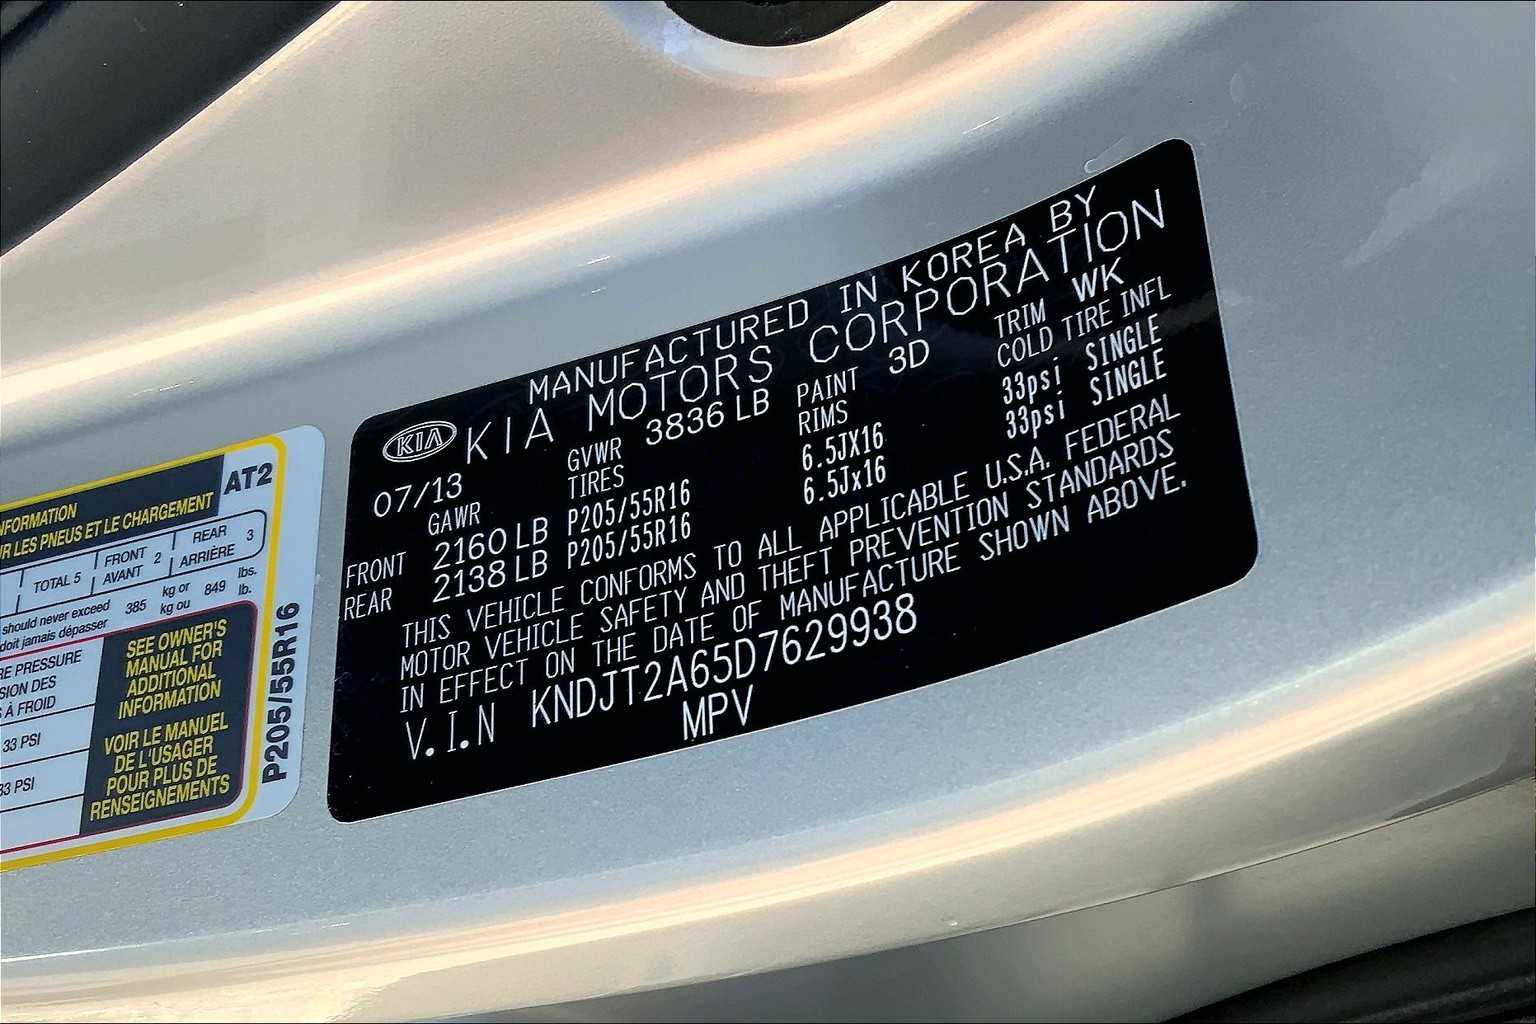 MANUFACTURED IN KOREA BY
KIA KIA MOTORS CORPORATION
07/13 GVWR 3836 LB PAINT 3D TRIM WK
GAWR TIRES RIMS COLD TIRE INFL
FRONT 2160 LB P205/55R16 6.5JX16 33psi SINGLE
REAR 2138 LB P205/55R16 6.5Jx16 33psi SINGLE
THIS VEHICLE CONFORMS TO ALL APPLICABLE U.S.A. FEDERAL
MOTOR VEHICLE SAFETY AND THEFT PREVENTION STANDARDS
IN EFFECT ON THE DATE OF MANUFACTURE SHOWN ABOVE.
V.I.N KNDJT2A65D7629938
MPV
AT2
LES PNEUS ET LE CHARGEMENT
TOTAL 5 FRONT AVANT 2 REAR ARRIÈRE 3
should never exceed 385 kg or 849 lbs.
doit jamais dépasser kg ou lb.
PRESSURE
DES
À FROID
33 PSI
33 PSI
SEE OWNER'S
MANUAL FOR
ADDITIONAL
INFORMATION
VOIR LE MANUEL
DE L'USAGER
POUR PLUS DE
RENSEIGNEMENTS
P205/55R16